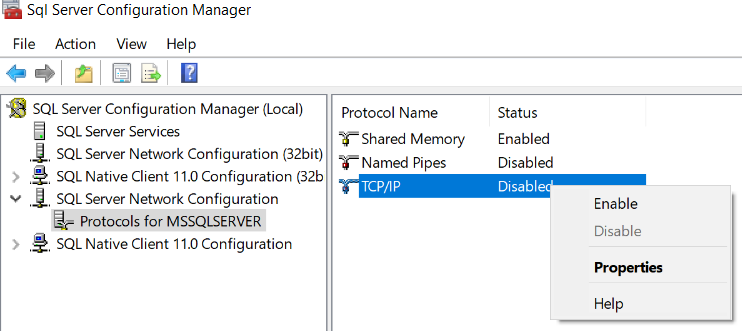 Sql Server Configuration Manager
File Action View Help
SQL Server Configuration Manager (Local)
SQL Server Services
SQL Server Network Configuration (32bit)
SQL Native Client 11.0 Configuration (32b
SQL Server Network Configuration
Protocols for MSSQLSERVER
SQL Native Client 11.0 Configuration
Protocol Name Status
Shared Memory Enabled
Named Pipes Disabled
TCP/IP Disabled
Enable
Disable
Properties
Help